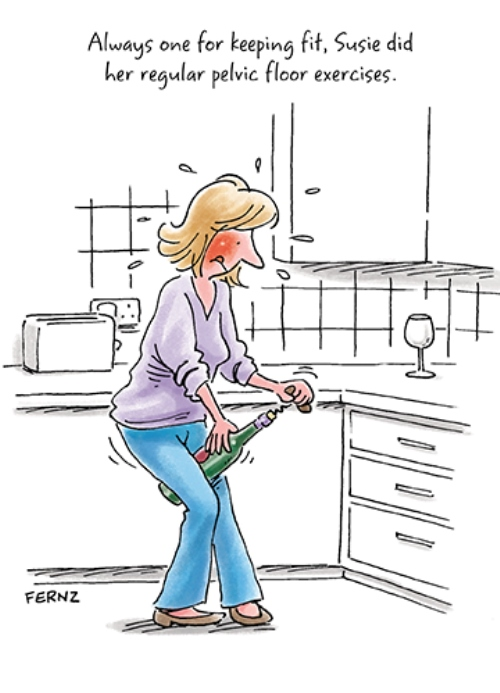 Always one for keeping fit, Susie did
her regular pelvic floor exercises.
FERNZ